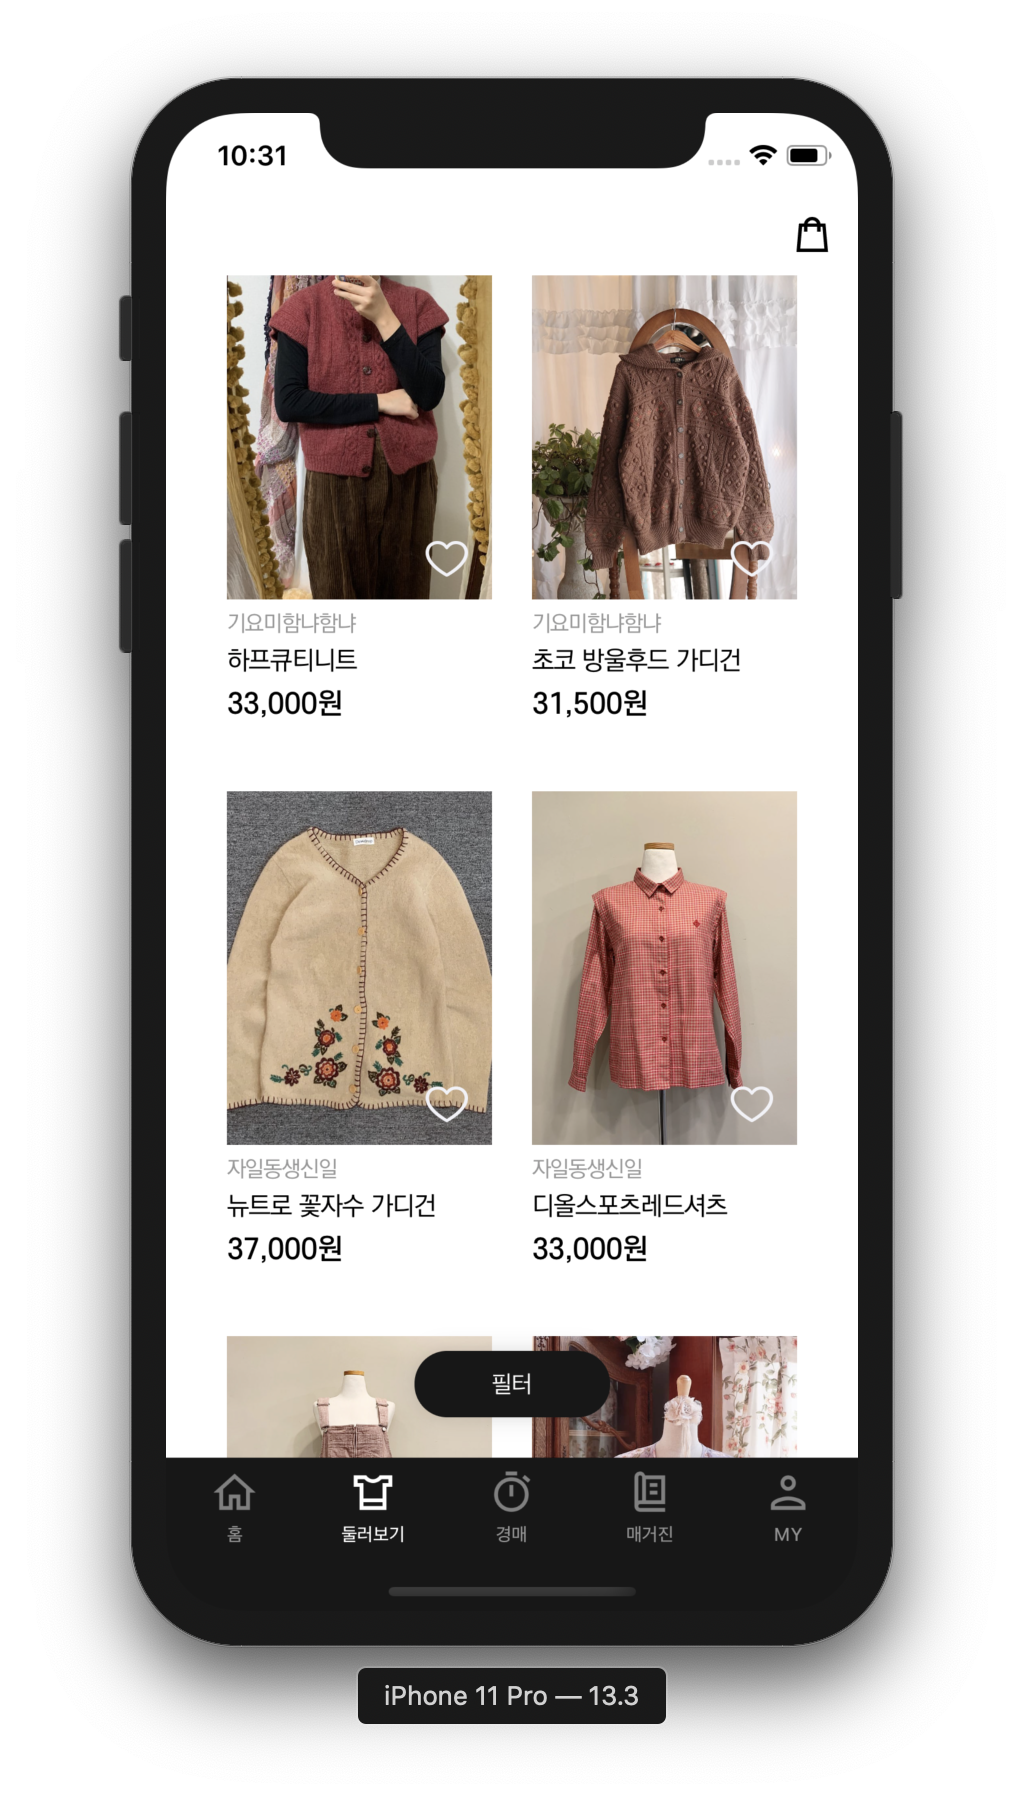 10:31
기요미함냐함냐
하프큐티니트
33,000원
기요미함냐함냐
초코 방울후드 가디건
31,500원
자일동생신일
뉴트로 꽃자수 가디건
37,000원
자일동생신일
디올스포츠레드셔츠
33,000원
필터
홈
둘러보기
경매
매거진
MY
iPhone 11 Pro — 13.3